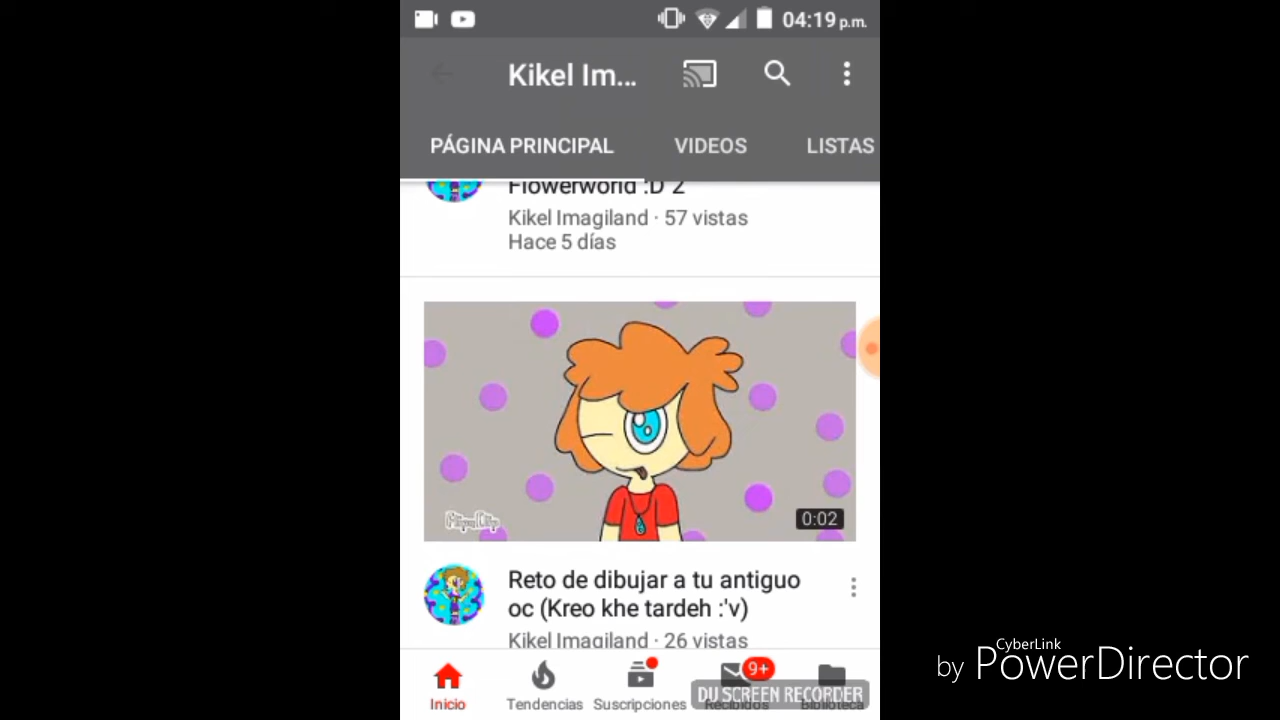 04:19 p.m.
Kikel Im...
PÁGINA PRINCIPAL VIDEOS LISTAS
Flowerworld :D 2
Kikel Imagiland · 57 vistas
Hace 5 días
0:02
Reto de dibujar a tu antiguo
oc (Kreo khe tardeh :'v)
Kikel Imagiland · 26 vistas
9+
Inicio Tendencias Suscripciones Recibidos Biblioteca
DU SCREEN RECORDER
by CyberLink
PowerDirector